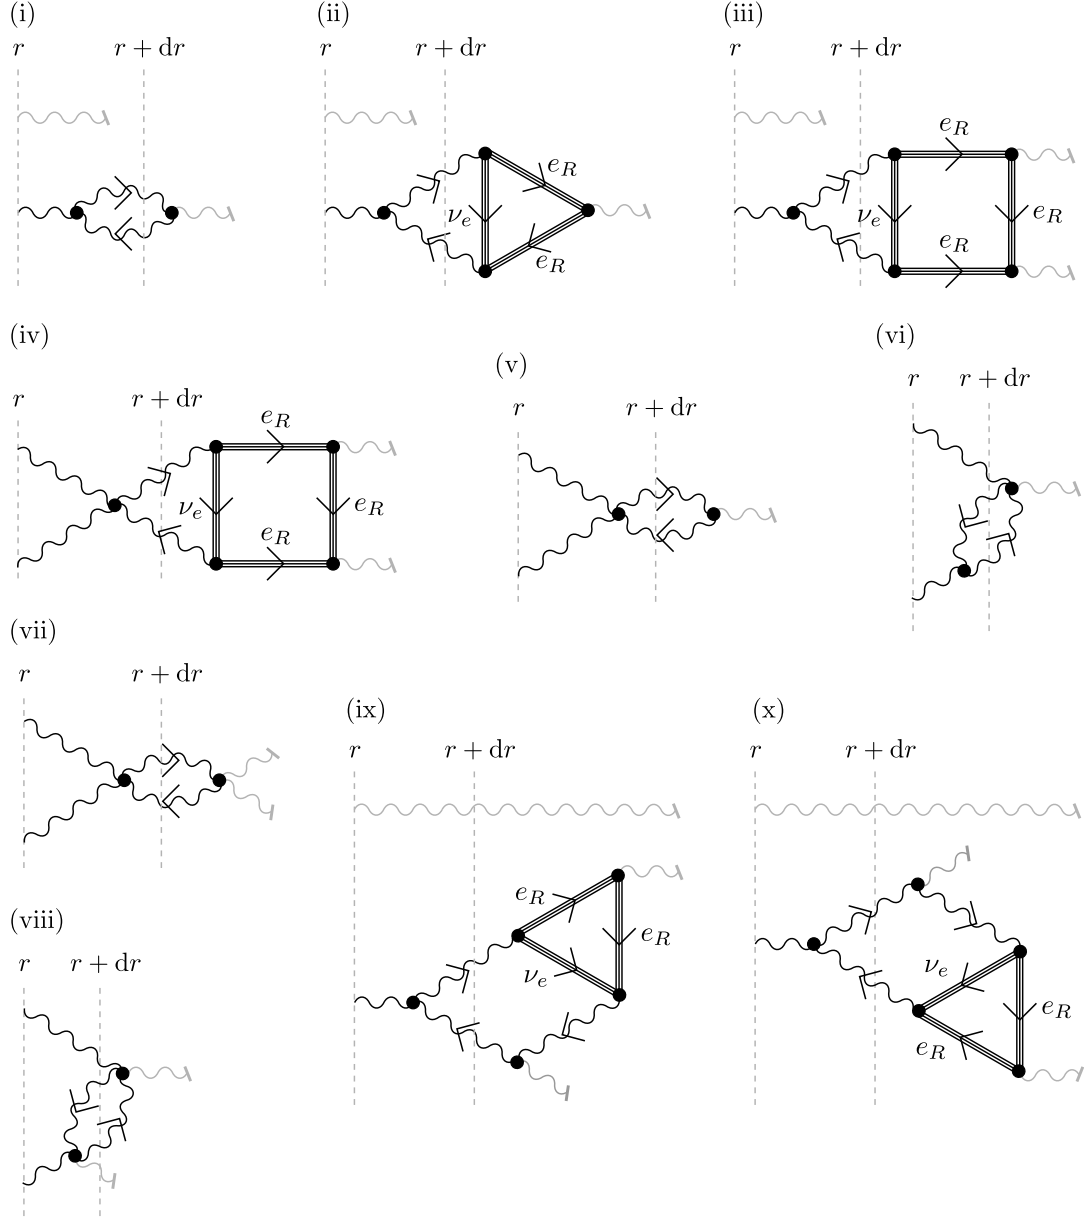 (i)
r r + dr
(ii)
r r + dr
e_R
ν_e
e_R
(iii)
r r + dr
e_R
ν_e e_R
e_R
(iv)
r r + dr
e_R
ν_e e_R
e_R
(v)
r r + dr
(vi)
r r + dr
(vii)
r r + dr
(viii)
r r + dr
(ix)
r r + dr
e_R
e_R
ν_e
(x)
r r + dr
ν_e
e_R
e_R